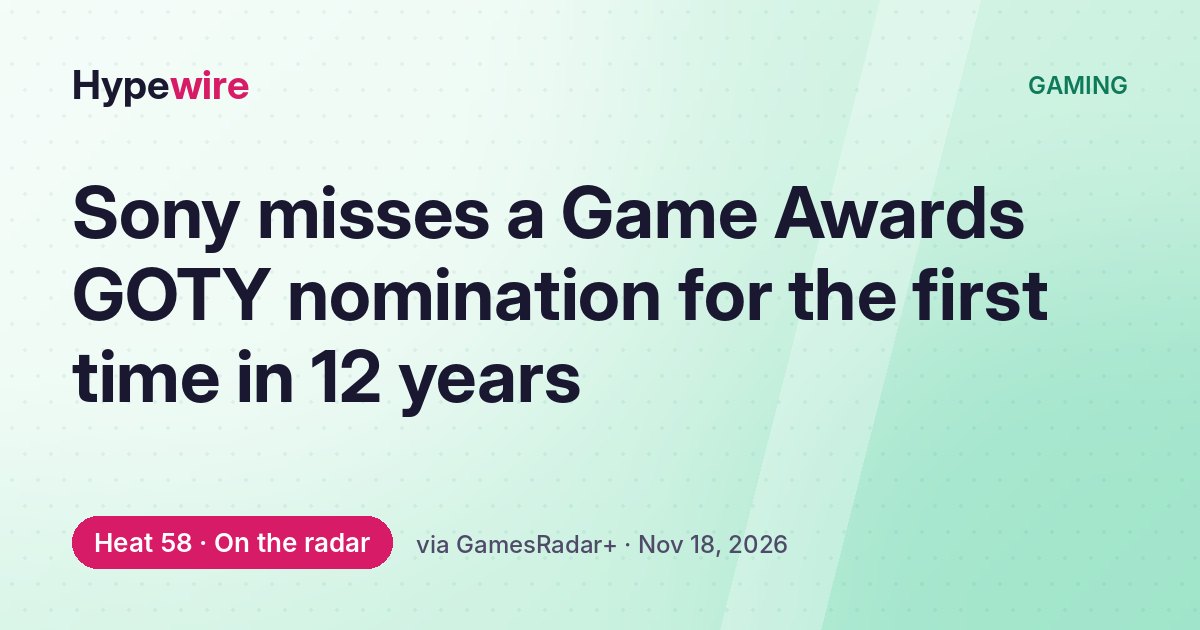 Hypewire
GAMING
Sony misses a Game Awards
GOTY nomination for the first
time in 12 years
Heat 58 · On the radar
via GamesRadar+ · Nov 18, 2026